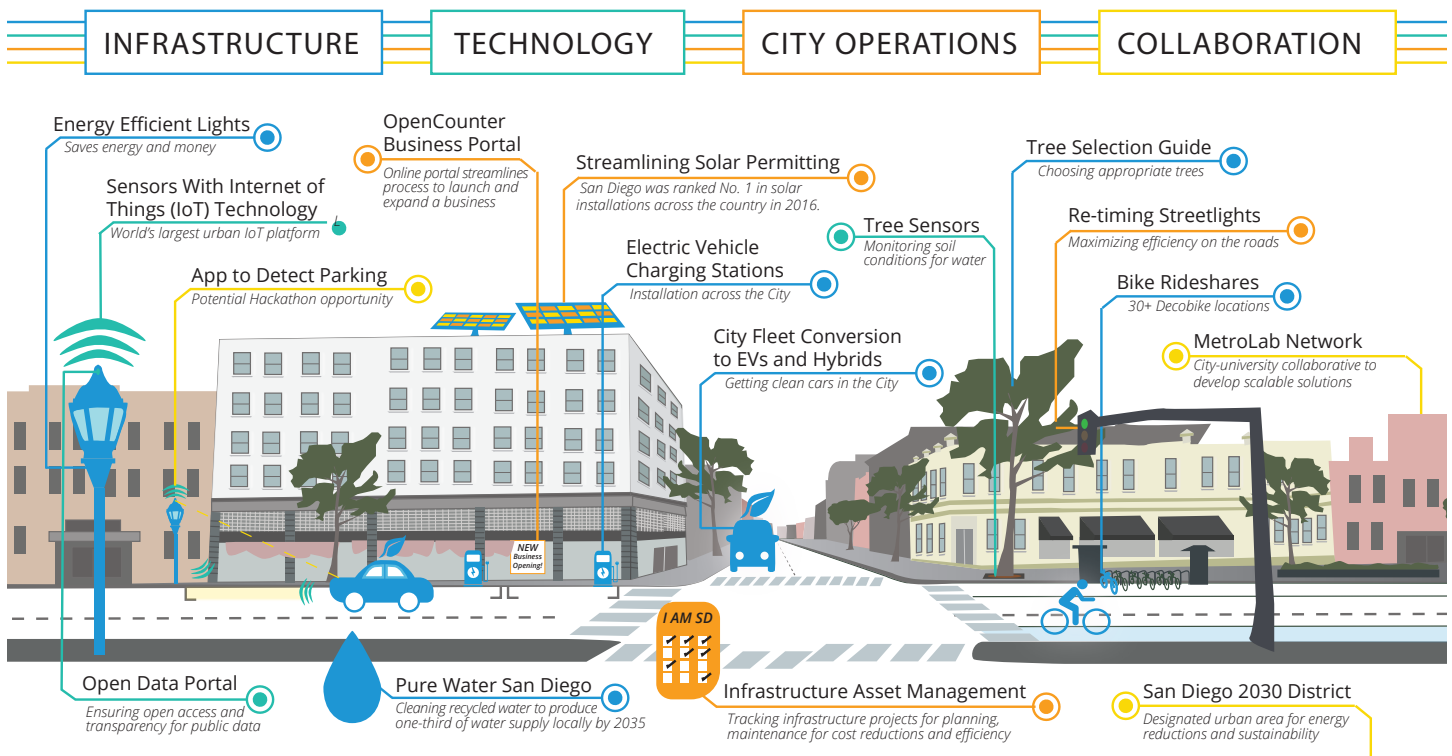 INFRASTRUCTURE
TECHNOLOGY
CITY OPERATIONS
COLLABORATION
Energy Efficient Lights
Saves energy and money
Sensors With Internet of
Things (IoT) Technology
World's largest urban IoT platform
App to Detect Parking
Potential Hackathon opportunity
OpenCounter
Business Portal
Online portal streamlines
process to launch and
expand a business
Streamlining Solar Permitting
San Diego was ranked No. 1 in solar
installations across the country in 2016.
Electric Vehicle
Charging Stations
Installation across the City
Tree Sensors
Monitoring soil
conditions for water
City Fleet Conversion
to EVs and Hybrids
Getting clean cars in the City
Tree Selection Guide
Choosing appropriate trees
Re-timing Streetlights
Maximizing efficiency on the roads
Bike Rideshares
30+ Decobike locations
MetroLab Network
City-university collaborative to
develop scalable solutions
NEW
Business
Opening!
I AM SD
Open Data Portal
Ensuring open access and
transparency for public data
Pure Water San Diego
Cleaning recycled water to produce
one-third of water supply locally by 2035
Infrastructure Asset Management
Tracking infrastructure projects for planning,
maintenance for cost reductions and efficiency
San Diego 2030 District
Designated urban area for energy
reductions and sustainability